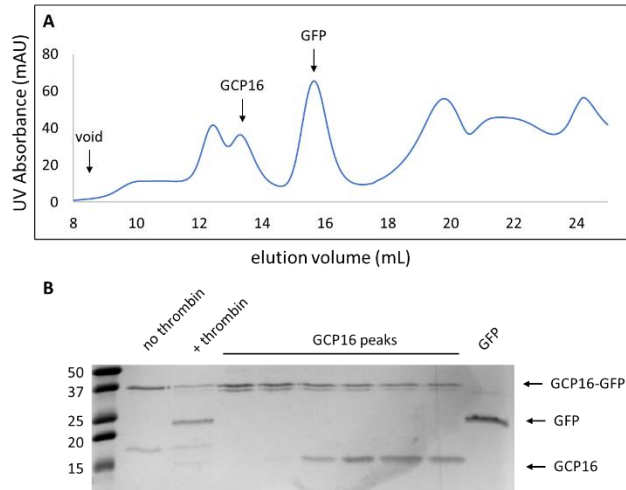 A
UV Absorbance (mAU)
80
60
40
20
0
void
GCP16
GFP
8 10 12 14 16 18 20 22 24
elution volume (mL)
B
no thrombin
+ thrombin
GCP16 peaks
GFP
50
37
25
20
15
GCP16-GFP
GFP
GCP16